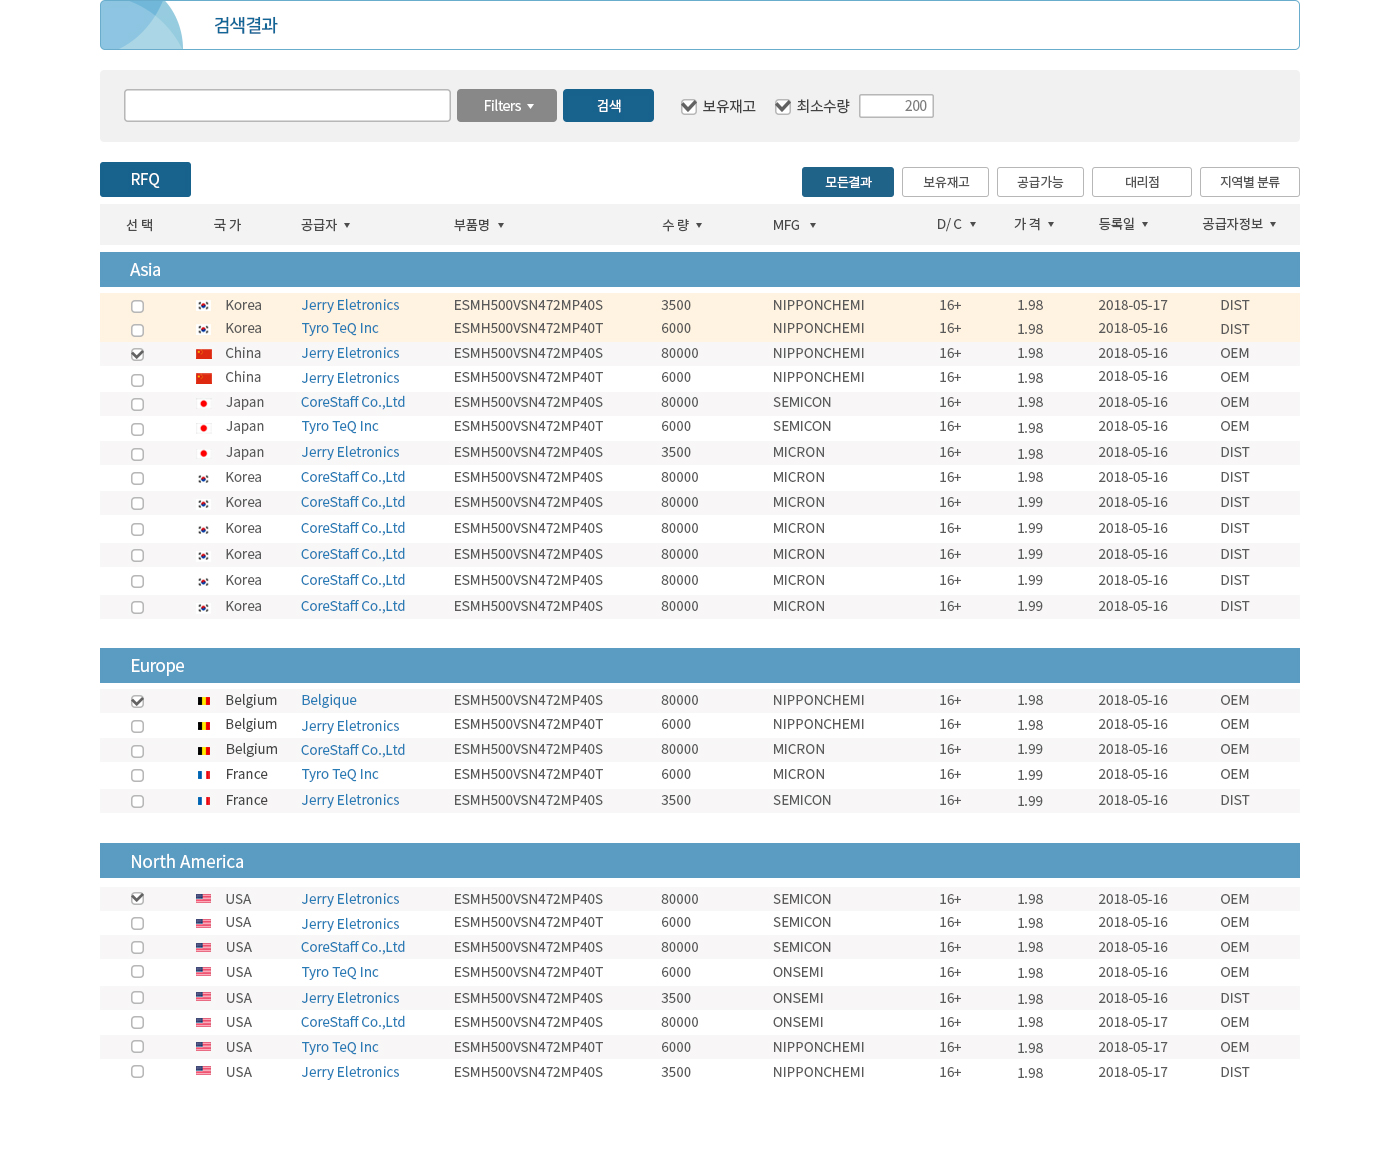 검색결과
Filters 검색 보유재고 최소수량 200
RFQ 모든결과 보유재고 공급가능 대리점 지역별 분류
선 택 국 가 공급자 부품명 수 량 MFG D/ C 가 격 등록일 공급자정보
Asia
Korea Jerry Eletronics ESMH500VSN472MP40S 3500 NIPPONCHEMI 16+ 1.98 2018-05-17 DIST
Korea Tyro TeQ Inc ESMH500VSN472MP40T 6000 NIPPONCHEMI 16+ 1.98 2018-05-16 DIST
China Jerry Eletronics ESMH500VSN472MP40S 80000 NIPPONCHEMI 16+ 1.98 2018-05-16 OEM
China Jerry Eletronics ESMH500VSN472MP40T 6000 NIPPONCHEMI 16+ 1.98 2018-05-16 OEM
Japan CoreStaff Co.,Ltd ESMH500VSN472MP40S 80000 SEMICON 16+ 1.98 2018-05-16 OEM
Japan Tyro TeQ Inc ESMH500VSN472MP40T 6000 SEMICON 16+ 1.98 2018-05-16 OEM
Japan Jerry Eletronics ESMH500VSN472MP40S 3500 MICRON 16+ 1.98 2018-05-16 DIST
Korea CoreStaff Co.,Ltd ESMH500VSN472MP40S 80000 MICRON 16+ 1.98 2018-05-16 DIST
Korea CoreStaff Co.,Ltd ESMH500VSN472MP40S 80000 MICRON 16+ 1.99 2018-05-16 DIST
Korea CoreStaff Co.,Ltd ESMH500VSN472MP40S 80000 MICRON 16+ 1.99 2018-05-16 DIST
Korea CoreStaff Co.,Ltd ESMH500VSN472MP40S 80000 MICRON 16+ 1.99 2018-05-16 DIST
Korea CoreStaff Co.,Ltd ESMH500VSN472MP40S 80000 MICRON 16+ 1.99 2018-05-16 DIST
Korea CoreStaff Co.,Ltd ESMH500VSN472MP40S 80000 MICRON 16+ 1.99 2018-05-16 DIST
Europe
Belgium Belgique ESMH500VSN472MP40S 80000 NIPPONCHEMI 16+ 1.98 2018-05-16 OEM
Belgium Jerry Eletronics ESMH500VSN472MP40T 6000 NIPPONCHEMI 16+ 1.98 2018-05-16 OEM
Belgium CoreStaff Co.,Ltd ESMH500VSN472MP40S 80000 MICRON 16+ 1.99 2018-05-16 OEM
France Tyro TeQ Inc ESMH500VSN472MP40T 6000 MICRON 16+ 1.99 2018-05-16 OEM
France Jerry Eletronics ESMH500VSN472MP40S 3500 SEMICON 16+ 1.99 2018-05-16 DIST
North America
USA Jerry Eletronics ESMH500VSN472MP40S 80000 SEMICON 16+ 1.98 2018-05-16 OEM
USA Jerry Eletronics ESMH500VSN472MP40T 6000 SEMICON 16+ 1.98 2018-05-16 OEM
USA CoreStaff Co.,Ltd ESMH500VSN472MP40S 80000 SEMICON 16+ 1.98 2018-05-16 OEM
USA Tyro TeQ Inc ESMH500VSN472MP40T 6000 ONSEMI 16+ 1.98 2018-05-16 OEM
USA Jerry Eletronics ESMH500VSN472MP40S 3500 ONSEMI 16+ 1.98 2018-05-16 DIST
USA CoreStaff Co.,Ltd ESMH500VSN472MP40S 80000 ONSEMI 16+ 1.98 2018-05-17 OEM
USA Tyro TeQ Inc ESMH500VSN472MP40T 6000 NIPPONCHEMI 16+ 1.98 2018-05-17 OEM
USA Jerry Eletronics ESMH500VSN472MP40S 3500 NIPPONCHEMI 16+ 1.98 2018-05-17 DIST